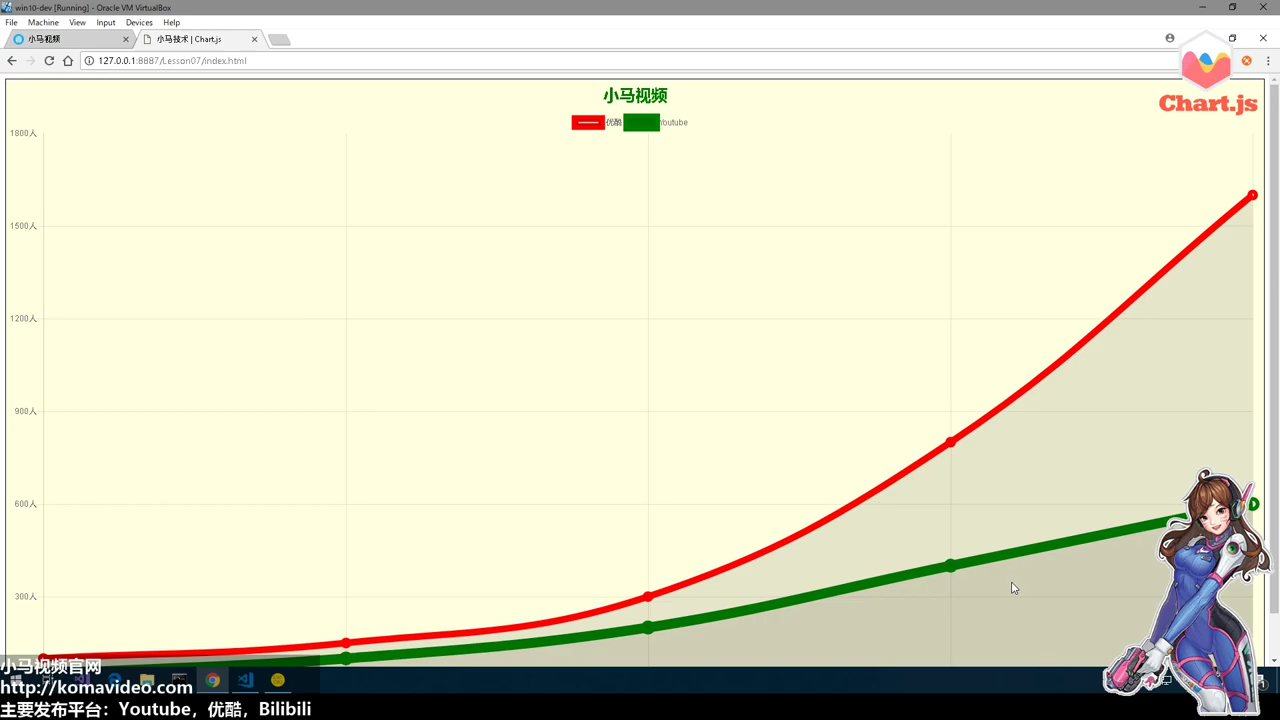 win10-dev [Running] - Oracle VM VirtualBox
File Machine View Input Devices Help
小马视频
小马技术 | Chart.js
127.0.0.1:8887/Lesson07/index.html
Chart.js
小马视频
优酷 Youtube
1800人
1500人
1200人
900人
600人
300人
小马视频官网
http://komavideo.com
主要发布平台：Youtube，优酷，Bilibili